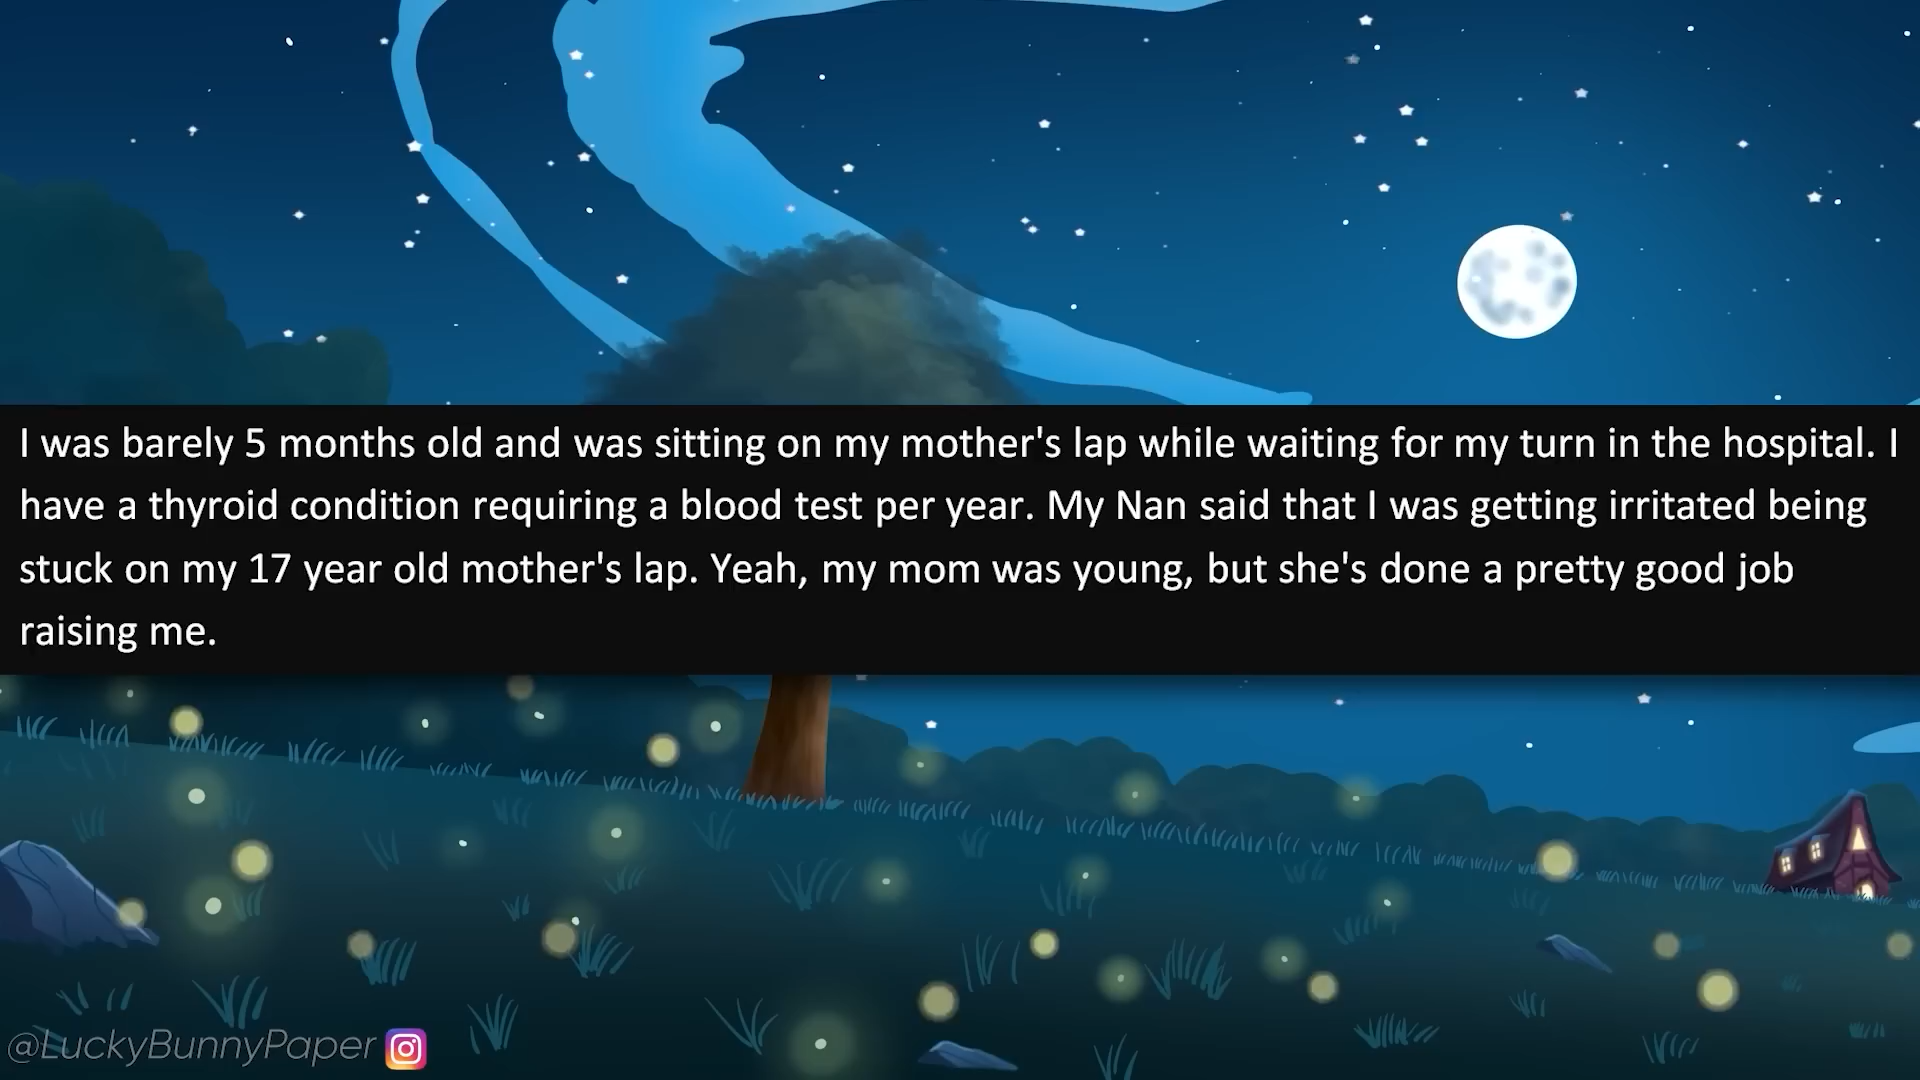 I was barely 5 months old and was sitting on my mother's lap while waiting for my turn in the hospital. I
have a thyroid condition requiring a blood test per year. My Nan said that I was getting irritated being
stuck on my 17 year old mother's lap. Yeah, my mom was young, but she's done a pretty good job
raising me.
@LuckyBunnyPaper